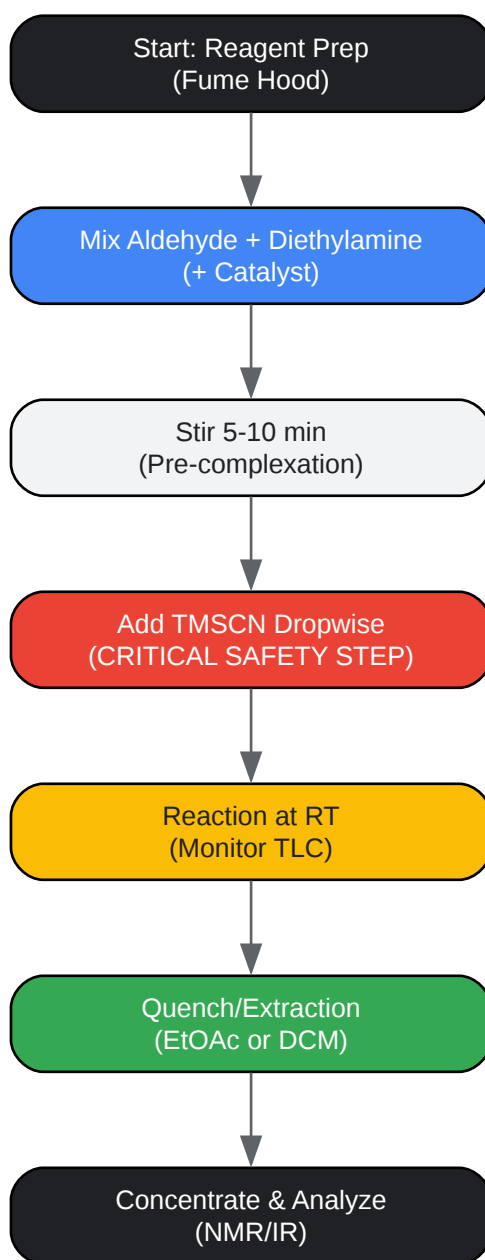 Start: Reagent Prep
(Fume Hood)
Mix Aldehyde + Diethylamine
(+ Catalyst)
Stir 5-10 min
(Pre-complexation)
Add TMSCN Dropwise
(CRITICAL SAFETY STEP)
Reaction at RT
(Monitor TLC)
Quench/Extraction
(EtOAc or DCM)
Concentrate & Analyze
(NMR/IR)